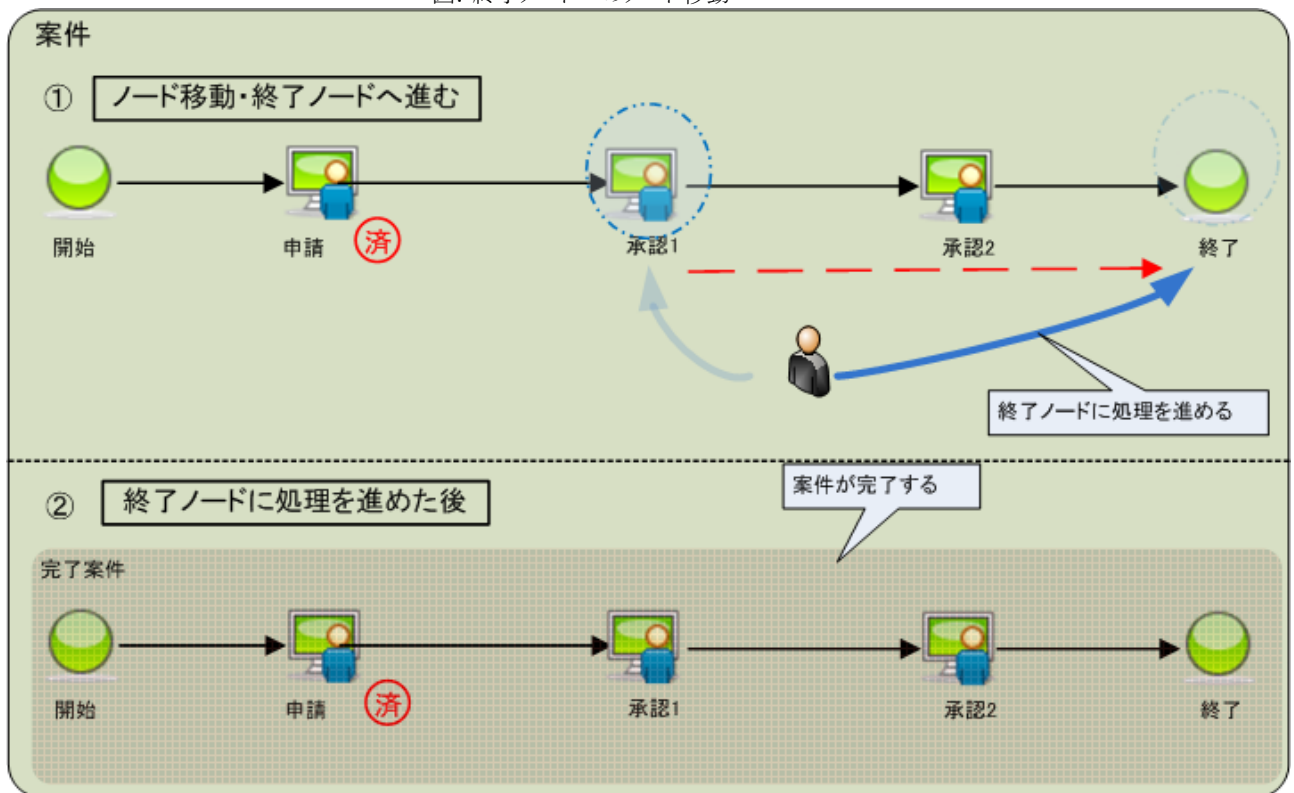 案件
① ノード移動・終了ノードへ進む
開始
申請
済
承認1
承認2
終了
終了ノードに処理を進める
案件が完了する
② 終了ノードに処理を進めた後
完了案件
開始
申請
済
承認1
承認2
終了